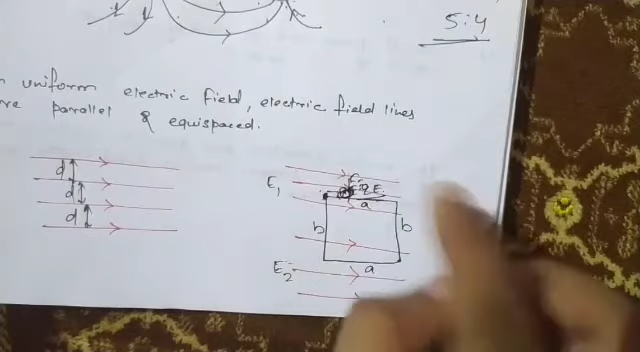 5:4
uniform electric field, electric field lines
parallel & equispaced.
d
d
d
E1
a
b
b
E2
a